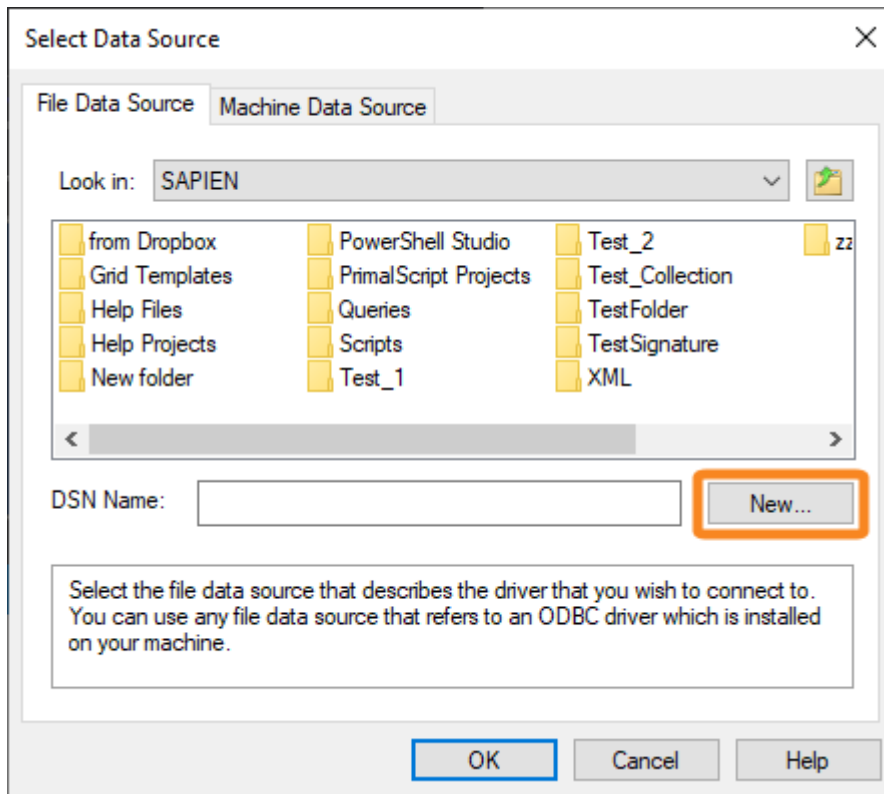 Select Data Source
File Data Source
Machine Data Source
Look in: SAPIEN
from Dropbox PowerShell Studio Test_2 zz
Grid Templates PrimalScript Projects Test_Collection
Help Files Queries TestFolder
Help Projects Scripts TestSignature
New folder Test_1 XML
DSN Name: New...
Select the file data source that describes the driver that you wish to connect to.
You can use any file data source that refers to an ODBC driver which is installed
on your machine.
OK Cancel Help